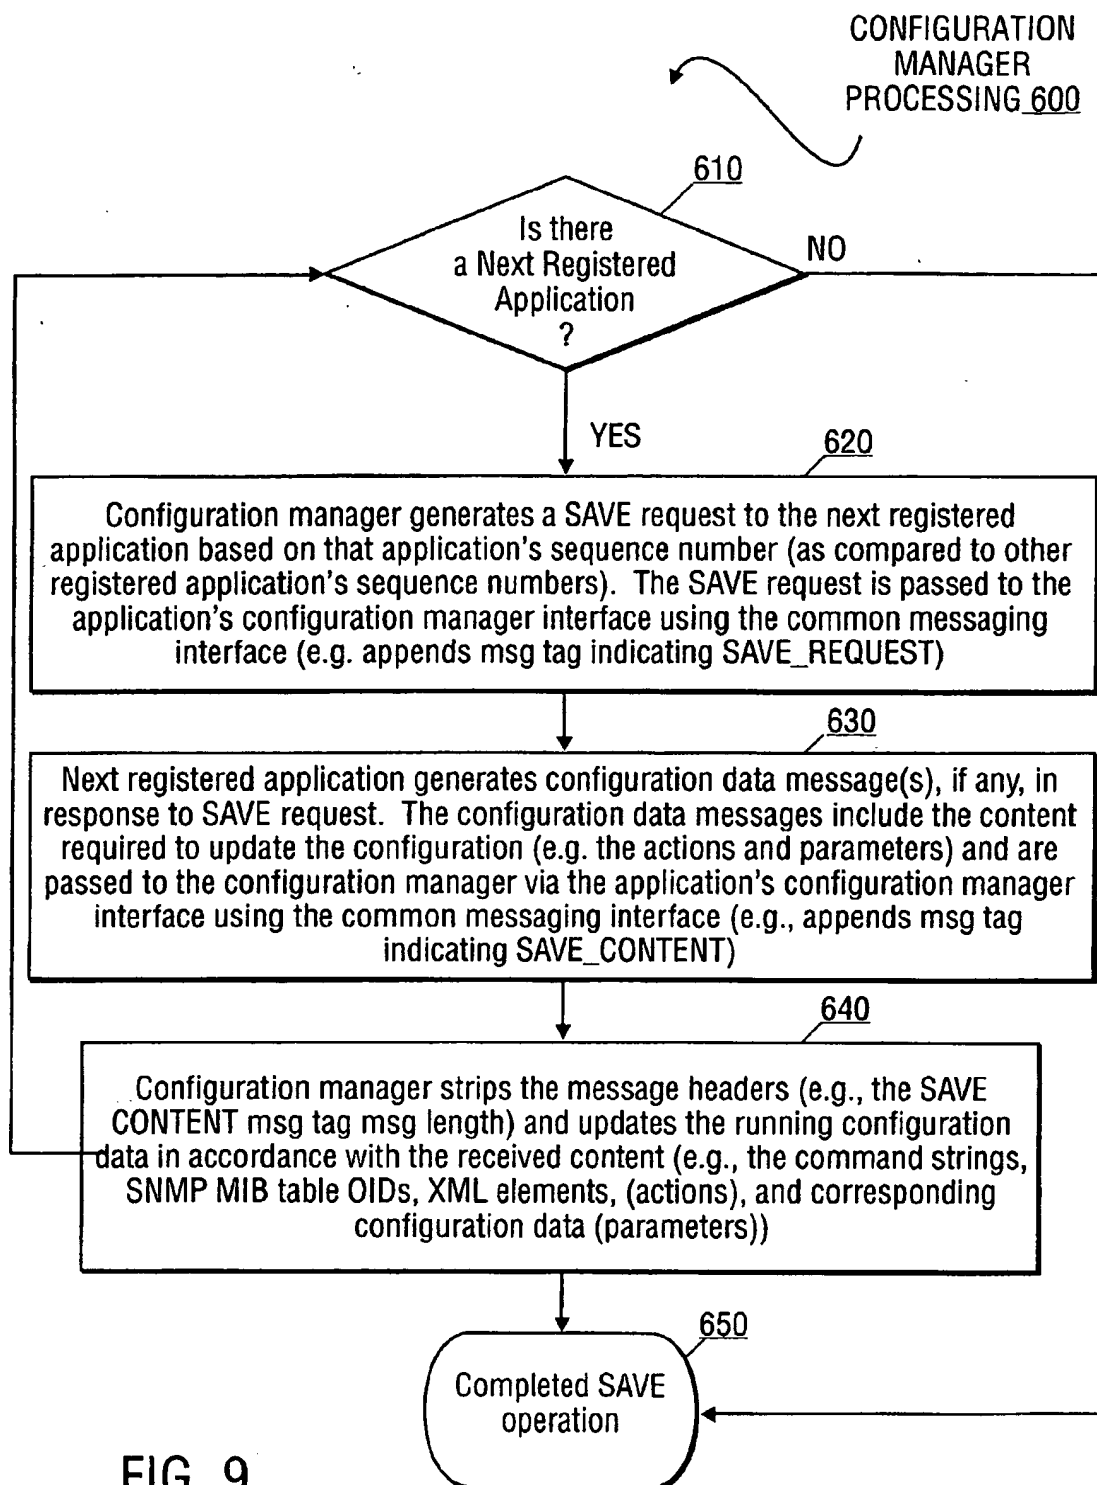 CONFIGURATION
MANAGER
PROCESSING 600
610
Is there
a Next Registered
Application
?
NO
YES
620
Configuration manager generates a SAVE request to the next registered
application based on that application's sequence number (as compared to other
registered application's sequence numbers). The SAVE request is passed to the
application's configuration manager interface using the common messaging
interface (e.g. appends msg tag indicating SAVE_REQUEST)
630
Next registered application generates configuration data message(s), if any, in
response to SAVE request. The configuration data messages include the content
required to update the configuration (e.g. the actions and parameters) and are
passed to the configuration manager via the application's configuration manager
interface using the common messaging interface (e.g., appends msg tag
indicating SAVE_CONTENT)
640
Configuration manager strips the message headers (e.g., the SAVE
CONTENT msg tag msg length) and updates the running configuration
data in accordance with the received content (e.g., the command strings,
SNMP MIB table OIDs, XML elements, (actions), and corresponding
configuration data (parameters))
650
Completed SAVE
operation
FIG. 9